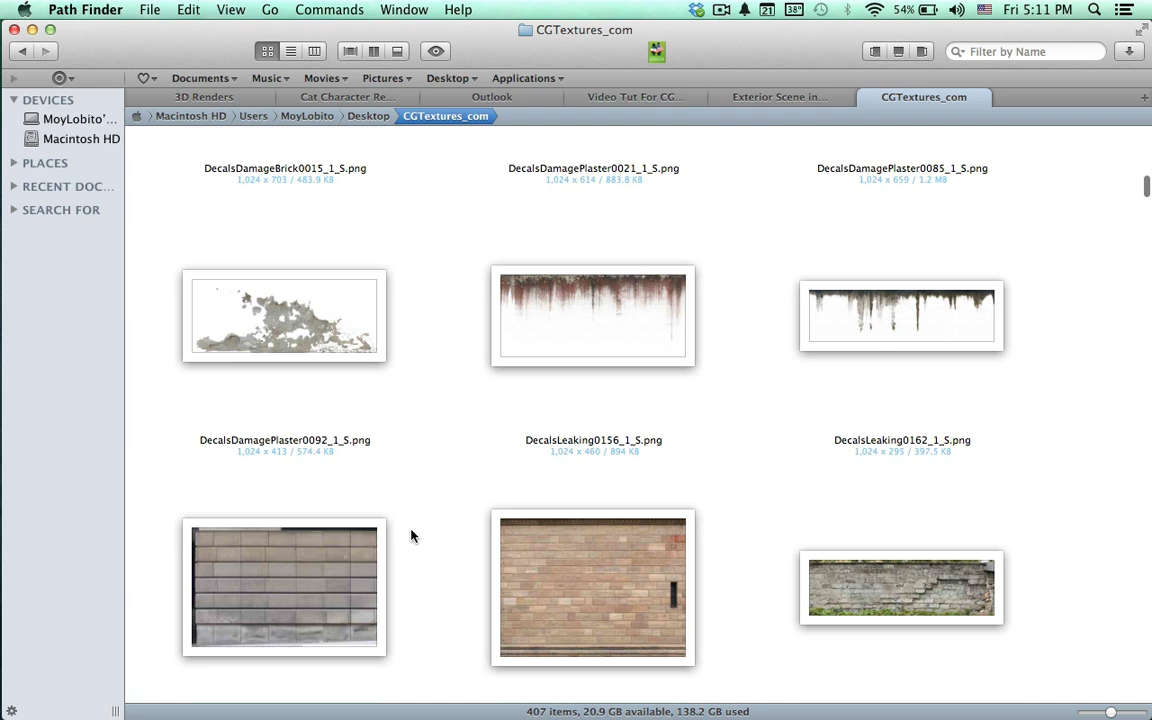 Path Finder File Edit View Go Commands Window Help 21 38° 54% Fri 5:11 PM
CGTextures_com
Filter by Name
Documents Music Movies Pictures Desktop Applications
3D Renders Cat Character Re... Outlook Video Tut For CG... Exterior Scene in... CGTextures_com
Macintosh HD Users MoyLobito Desktop CGTextures_com
DEVICES
MoyLobito'...
Macintosh HD
PLACES
RECENT DOC...
SEARCH FOR
DecalsDamageBrick0015_1_S.png DecalsDamagePlaster0021_1_S.png DecalsDamagePlaster0085_1_S.png
1,024 x 703 / 483.9 KB 1,024 x 614 / 883.8 KB 1,024 x 659 / 1.2 MB
DecalsDamagePlaster0092_1_S.png DecalsLeaking0156_1_S.png DecalsLeaking0162_1_S.png
1,024 x 413 / 574.4 KB 1,024 x 460 / 894 KB 1,024 x 295 / 397.5 KB
407 items, 20.9 GB available, 138.2 GB used